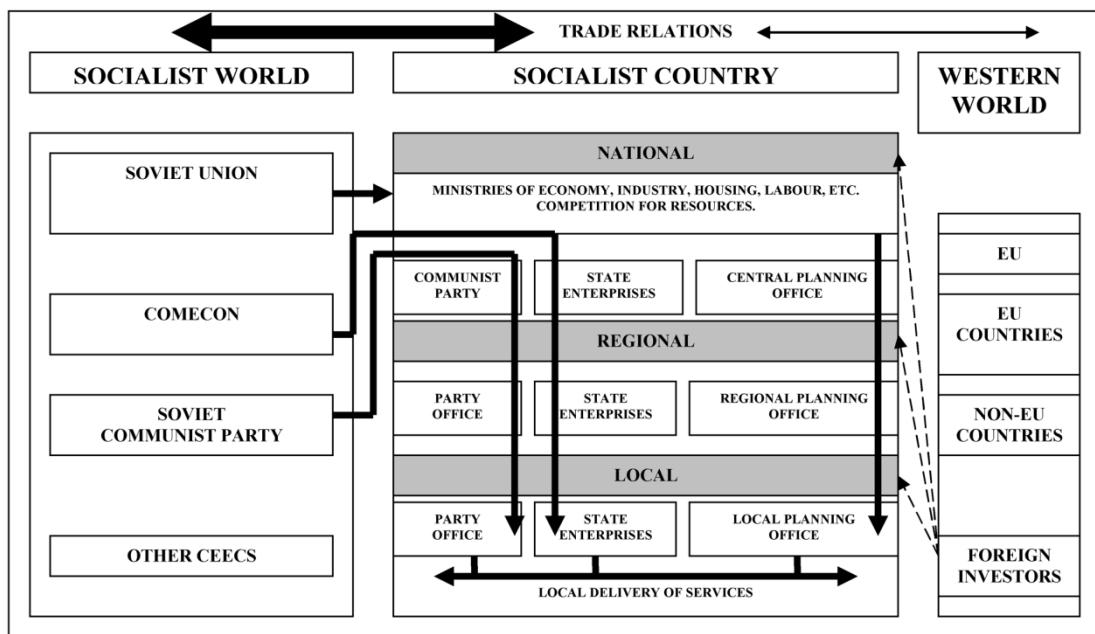 TRADE RELATIONS
SOCIALIST WORLD
SOCIALIST COUNTRY
WESTERN
WORLD
SOVIET UNION
COMECON
SOVIET
COMMUNIST PARTY
OTHER CEECS
NATIONAL
MINISTRIES OF ECONOMY, INDUSTRY, HOUSING, LABOUR, ETC.
COMPETITION FOR RESOURCES.
COMMUNIST
PARTY
STATE
ENTERPRISES
CENTRAL PLANNING
OFFICE
REGIONAL
PARTY
OFFICE
STATE
ENTERPRISES
REGIONAL PLANNING
OFFICE
LOCAL
PARTY
OFFICE
STATE
ENTERPRISES
LOCAL PLANNING
OFFICE
LOCAL DELIVERY OF SERVICES
EU
EU
COUNTRIES
NON-EU
COUNTRIES
FOREIGN
INVESTORS